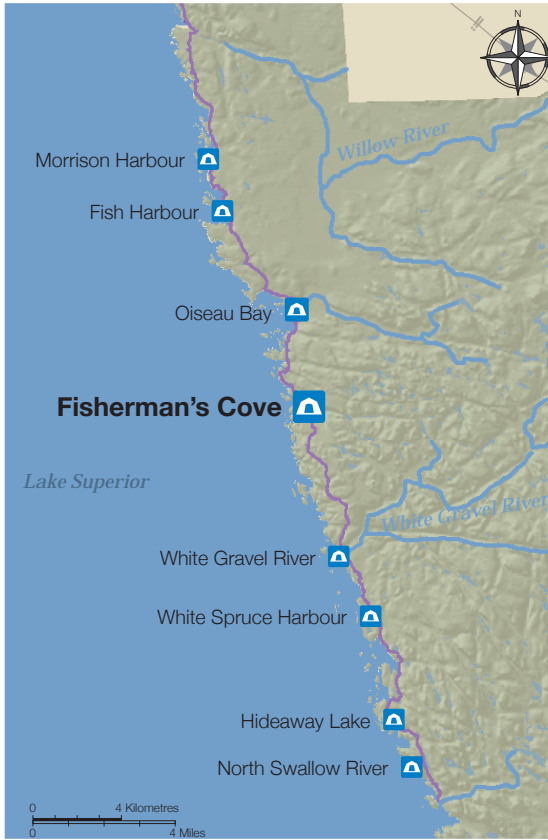 N
Willow River
Morrison Harbour
Fish Harbour
Oiseau Bay
Fisherman's Cove
Lake Superior
White Gravel River
White Gravel River
White Spruce Harbour
Hideaway Lake
North Swallow River
0 4 Kilometres
0 4 Miles